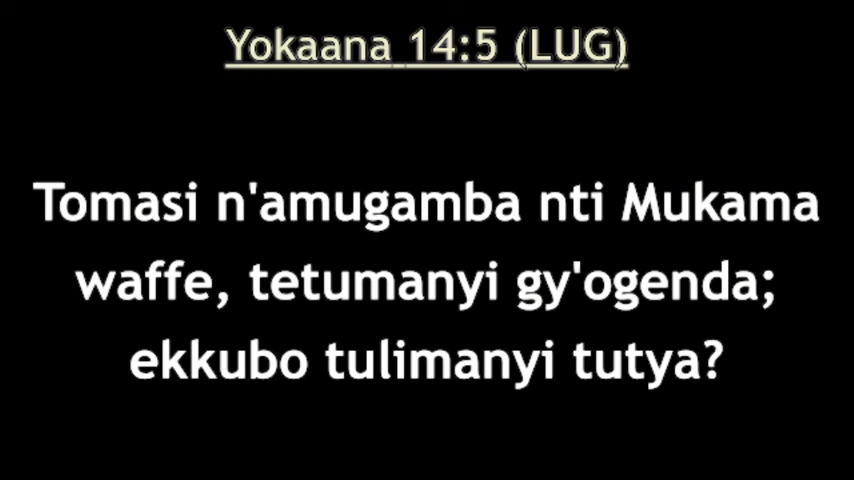 Yokaana 14:5 (LUG)
Tomasi n'amugamba nti Mukama
waffe, tetumanyi gy'ogenda;
ekkubo tulimanyi tutya?